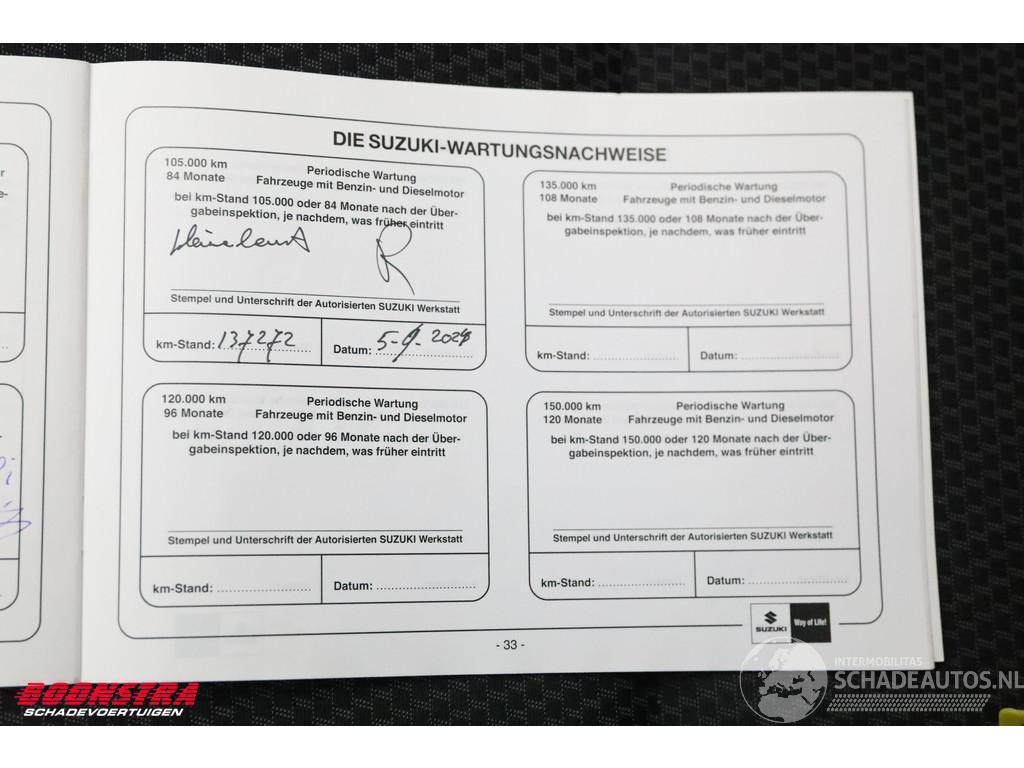 DIE SUZUKI-WARTUNGSNACHWEISE
105.000 km
84 Monate
Periodische Wartung
Fahrzeuge mit Benzin- und Dieselmotor
bei km-Stand 105.000 oder 84 Monate nach der Über-
gabeinspektion, je nachdem, was früher eintritt
Stempel und Unterschrift der Autorisierten SUZUKI Werkstatt
km-Stand: 137272
Datum:
120.000 km
96 Monate
Periodische Wartung
Fahrzeuge mit Benzin- und Dieselmotor
bei km-Stand 120.000 oder 96 Monate nach der Über-
gabeinspektion, je nachdem, was früher eintritt
Stempel und Unterschrift der Autorisierten SUZUKI Werkstatt
km-Stand:
Datum:
135.000 km
108 Monate
Periodische Wartung
Fahrzeuge mit Benzin- und Dieselmotor
bei km-Stand 135.000 oder 108 Monate nach der Über-
gabeinspektion, je nachdem, was früher eintritt
Stempel und Unterschrift der Autorisierten SUZUKI Werkstatt
km-Stand:
Datum:
150.000 km
120 Monate
Periodische Wartung
Fahrzeuge mit Benzin- und Dieselmotor
bei km-Stand 150.000 oder 120 Monate nach der Über-
gabeinspektion, je nachdem, was früher eintritt
Stempel und Unterschrift der Autorisierten SUZUKI Werkstatt
km-Stand:
Datum:
SUZUKI
Way of Life!
- 33 -
BOONSTRA
SCHADEVOERTUIGEN
INTERMOBILITAS
SCHADEAUTOS.NL